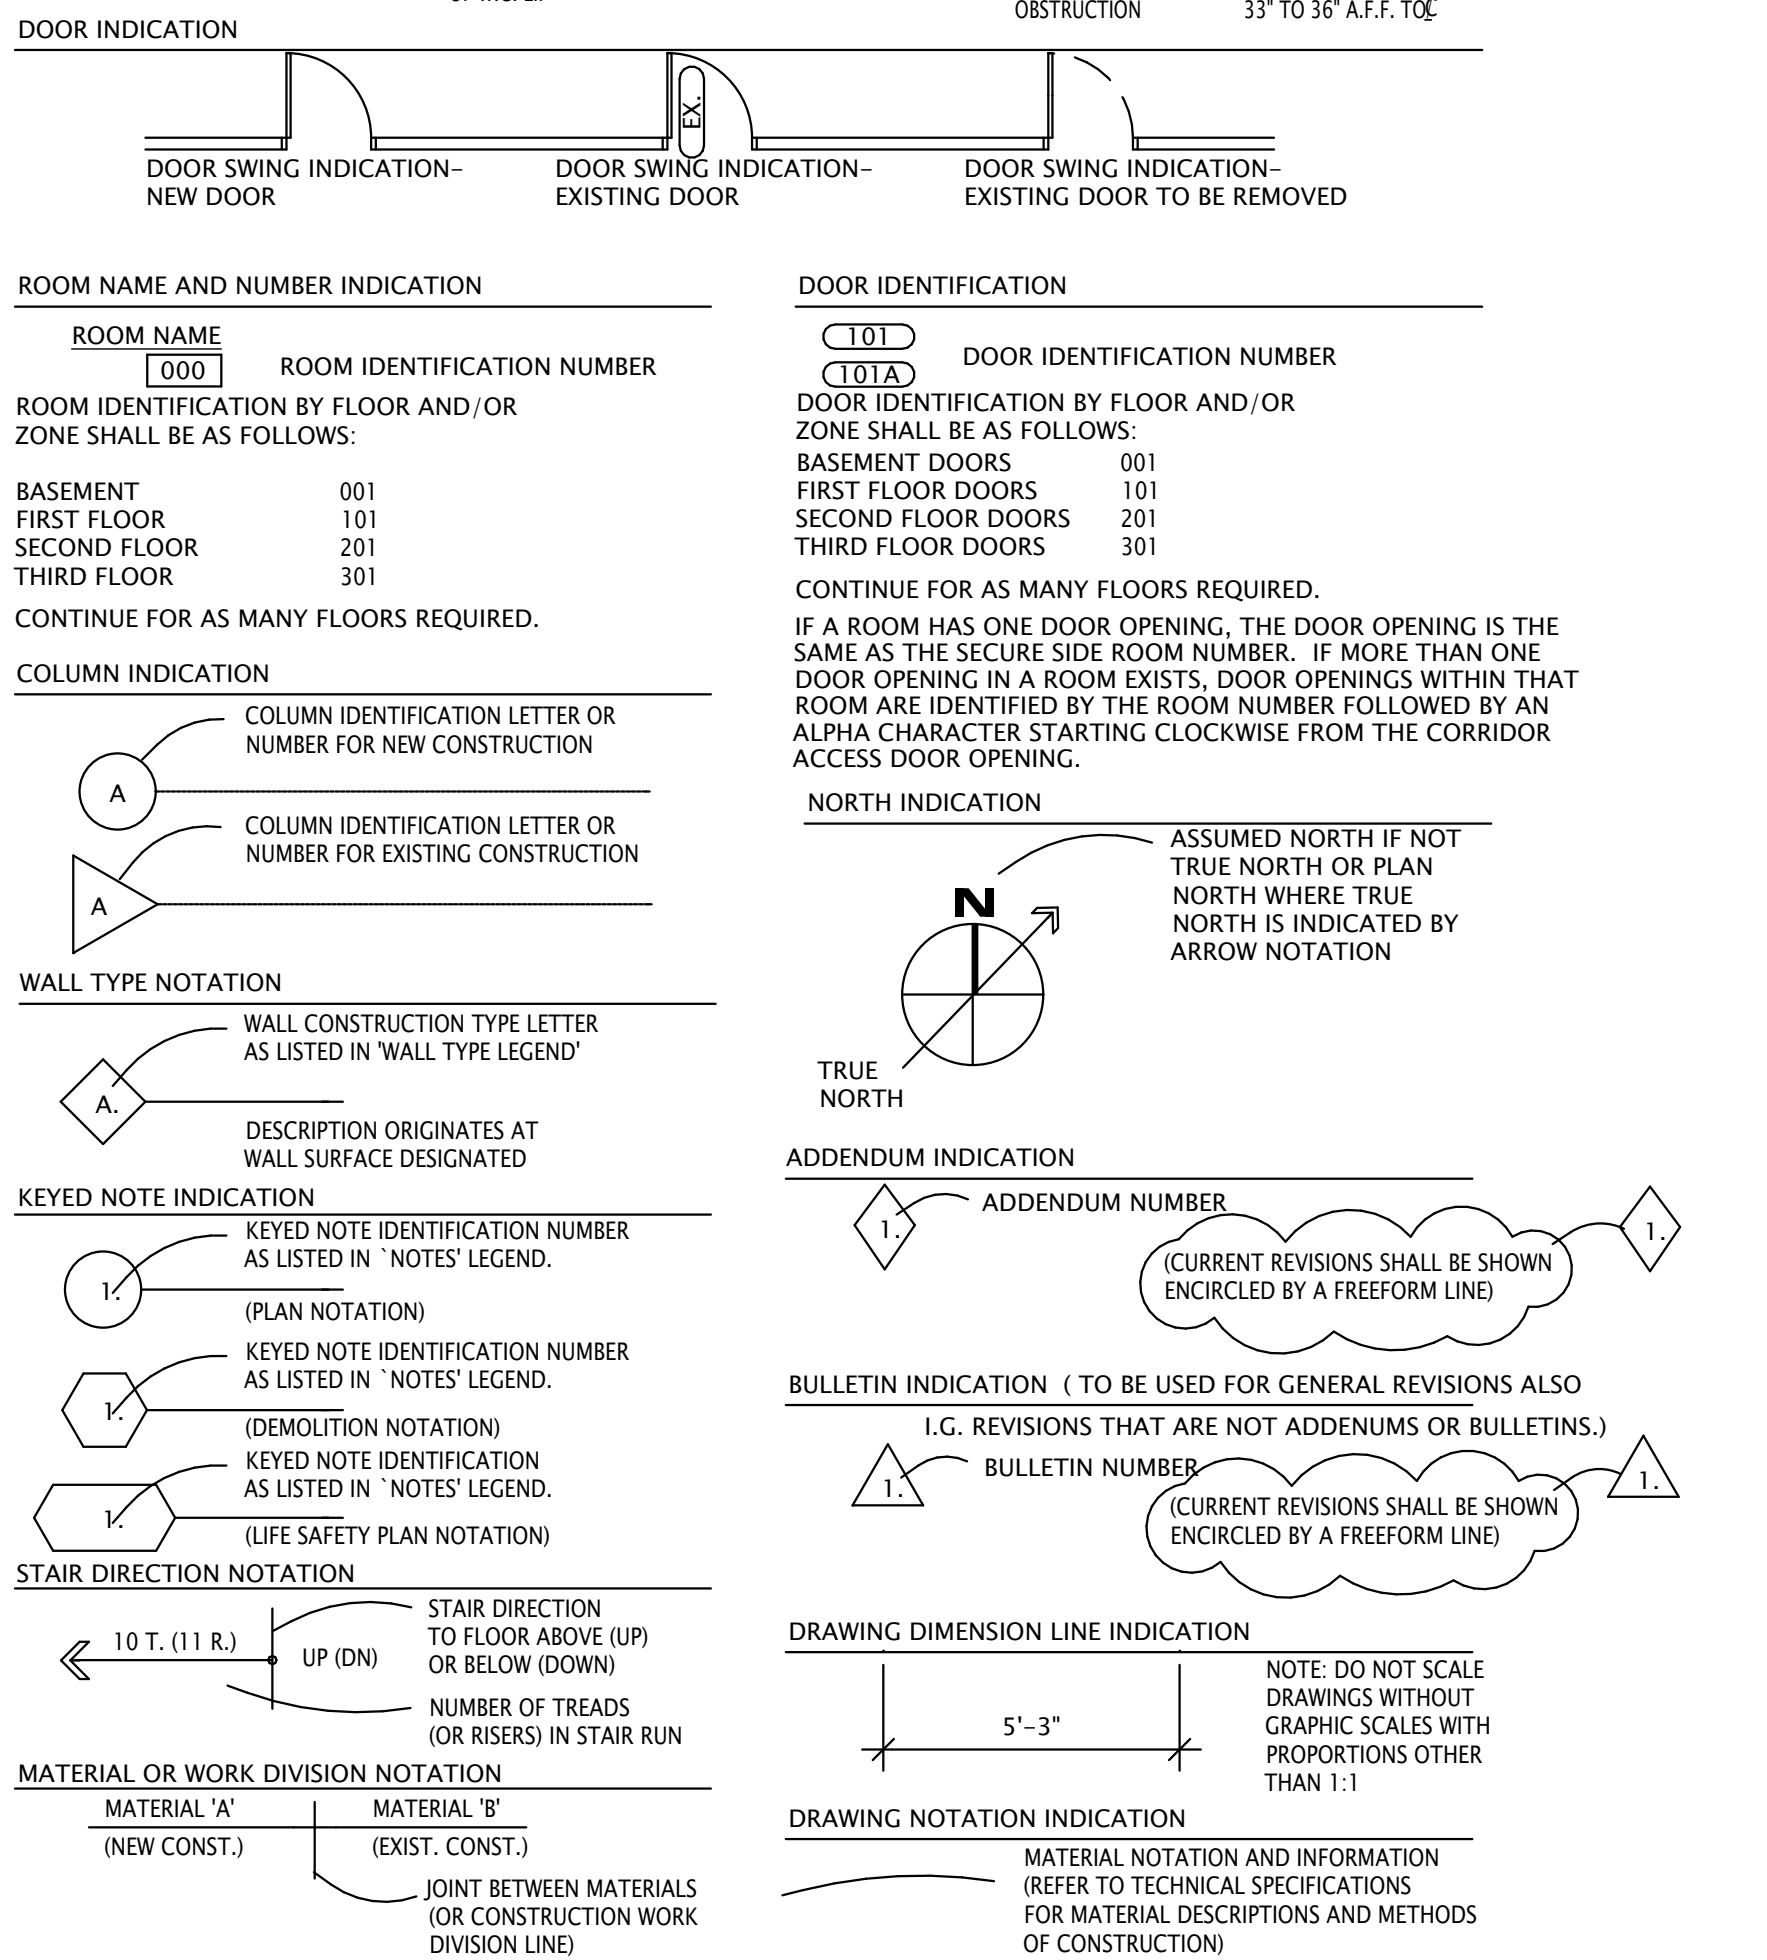 OBSTRUCTION
33" TO 36" A.F.F. TO
DOOR INDICATION
EX.
DOOR SWING INDICATION-
NEW DOOR
DOOR SWING INDICATION-
EXISTING DOOR
DOOR SWING INDICATION-
EXISTING DOOR TO BE REMOVED
ROOM NAME AND NUMBER INDICATION
ROOM NAME
000
ROOM IDENTIFICATION NUMBER
ROOM IDENTIFICATION BY FLOOR AND/OR
ZONE SHALL BE AS FOLLOWS:
BASEMENT 001
FIRST FLOOR 101
SECOND FLOOR 201
THIRD FLOOR 301
CONTINUE FOR AS MANY FLOORS REQUIRED.
COLUMN INDICATION
COLUMN IDENTIFICATION LETTER OR
NUMBER FOR NEW CONSTRUCTION
A
COLUMN IDENTIFICATION LETTER OR
NUMBER FOR EXISTING CONSTRUCTION
A
WALL TYPE NOTATION
WALL CONSTRUCTION TYPE LETTER
AS LISTED IN 'WALL TYPE LEGEND'
A.
DESCRIPTION ORIGINATES AT
WALL SURFACE DESIGNATED
KEYED NOTE INDICATION
KEYED NOTE IDENTIFICATION NUMBER
AS LISTED IN `NOTES' LEGEND.
1.
(PLAN NOTATION)
KEYED NOTE IDENTIFICATION NUMBER
AS LISTED IN `NOTES' LEGEND.
1.
(DEMOLITION NOTATION)
KEYED NOTE IDENTIFICATION
AS LISTED IN `NOTES' LEGEND.
1.
(LIFE SAFETY PLAN NOTATION)
STAIR DIRECTION NOTATION
10 T. (11 R.)
UP (DN)
STAIR DIRECTION
TO FLOOR ABOVE (UP)
OR BELOW (DOWN)
NUMBER OF TREADS
(OR RISERS) IN STAIR RUN
MATERIAL OR WORK DIVISION NOTATION
MATERIAL 'A' MATERIAL 'B'
(NEW CONST.) (EXIST. CONST.)
JOINT BETWEEN MATERIALS
(OR CONSTRUCTION WORK
DIVISION LINE)
DOOR IDENTIFICATION
101
101A
DOOR IDENTIFICATION NUMBER
DOOR IDENTIFICATION BY FLOOR AND/OR
ZONE SHALL BE AS FOLLOWS:
BASEMENT DOORS 001
FIRST FLOOR DOORS 101
SECOND FLOOR DOORS 201
THIRD FLOOR DOORS 301
CONTINUE FOR AS MANY FLOORS REQUIRED.
IF A ROOM HAS ONE DOOR OPENING, THE DOOR OPENING IS THE
SAME AS THE SECURE SIDE ROOM NUMBER. IF MORE THAN ONE
DOOR OPENING IN A ROOM EXISTS, DOOR OPENINGS WITHIN THAT
ROOM ARE IDENTIFIED BY THE ROOM NUMBER FOLLOWED BY AN
ALPHA CHARACTER STARTING CLOCKWISE FROM THE CORRIDOR
ACCESS DOOR OPENING.
NORTH INDICATION
ASSUMED NORTH IF NOT
TRUE NORTH OR PLAN
NORTH WHERE TRUE
NORTH IS INDICATED BY
ARROW NOTATION
N
TRUE
NORTH
ADDENDUM INDICATION
1.
ADDENDUM NUMBER
(CURRENT REVISIONS SHALL BE SHOWN
ENCIRCLED BY A FREEFORM LINE)
1.
BULLETIN INDICATION ( TO BE USED FOR GENERAL REVISIONS ALSO
I.G. REVISIONS THAT ARE NOT ADDENUMS OR BULLETINS.)
1.
BULLETIN NUMBER
(CURRENT REVISIONS SHALL BE SHOWN
ENCIRCLED BY A FREEFORM LINE)
1.
DRAWING DIMENSION LINE INDICATION
5'-3"
NOTE: DO NOT SCALE
DRAWINGS WITHOUT
GRAPHIC SCALES WITH
PROPORTIONS OTHER
THAN 1:1
DRAWING NOTATION INDICATION
MATERIAL NOTATION AND INFORMATION
(REFER TO TECHNICAL SPECIFICATIONS
FOR MATERIAL DESCRIPTIONS AND METHODS
OF CONSTRUCTION)